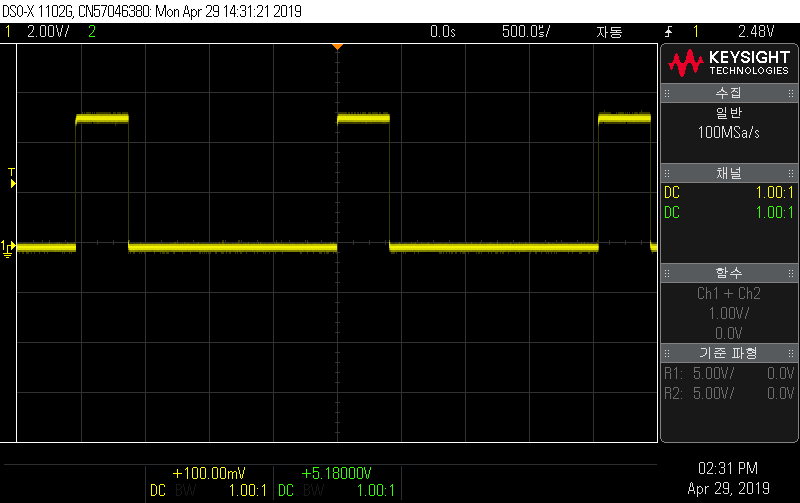 DSO-X 1102G, CN57046380: Mon Apr 29 14:31:21 2019
1 2.00V/ 2 0.0s 500.0㎲/ 자동 1 2.48V
KEYSIGHT
TECHNOLOGIES
수집
일반
100MSa/s
T
채널
DC 1.00:1
DC 1.00:1
1
함수
Ch1 + Ch2
1.00V/
0.0V
기준 파형
R1: 5.00V/ 0.0V
R2: 5.00V/ 0.0V
+100.00mV +5.18000V
DC BW 1.00:1 DC BW 1.00:1
02:31 PM
Apr 29, 2019